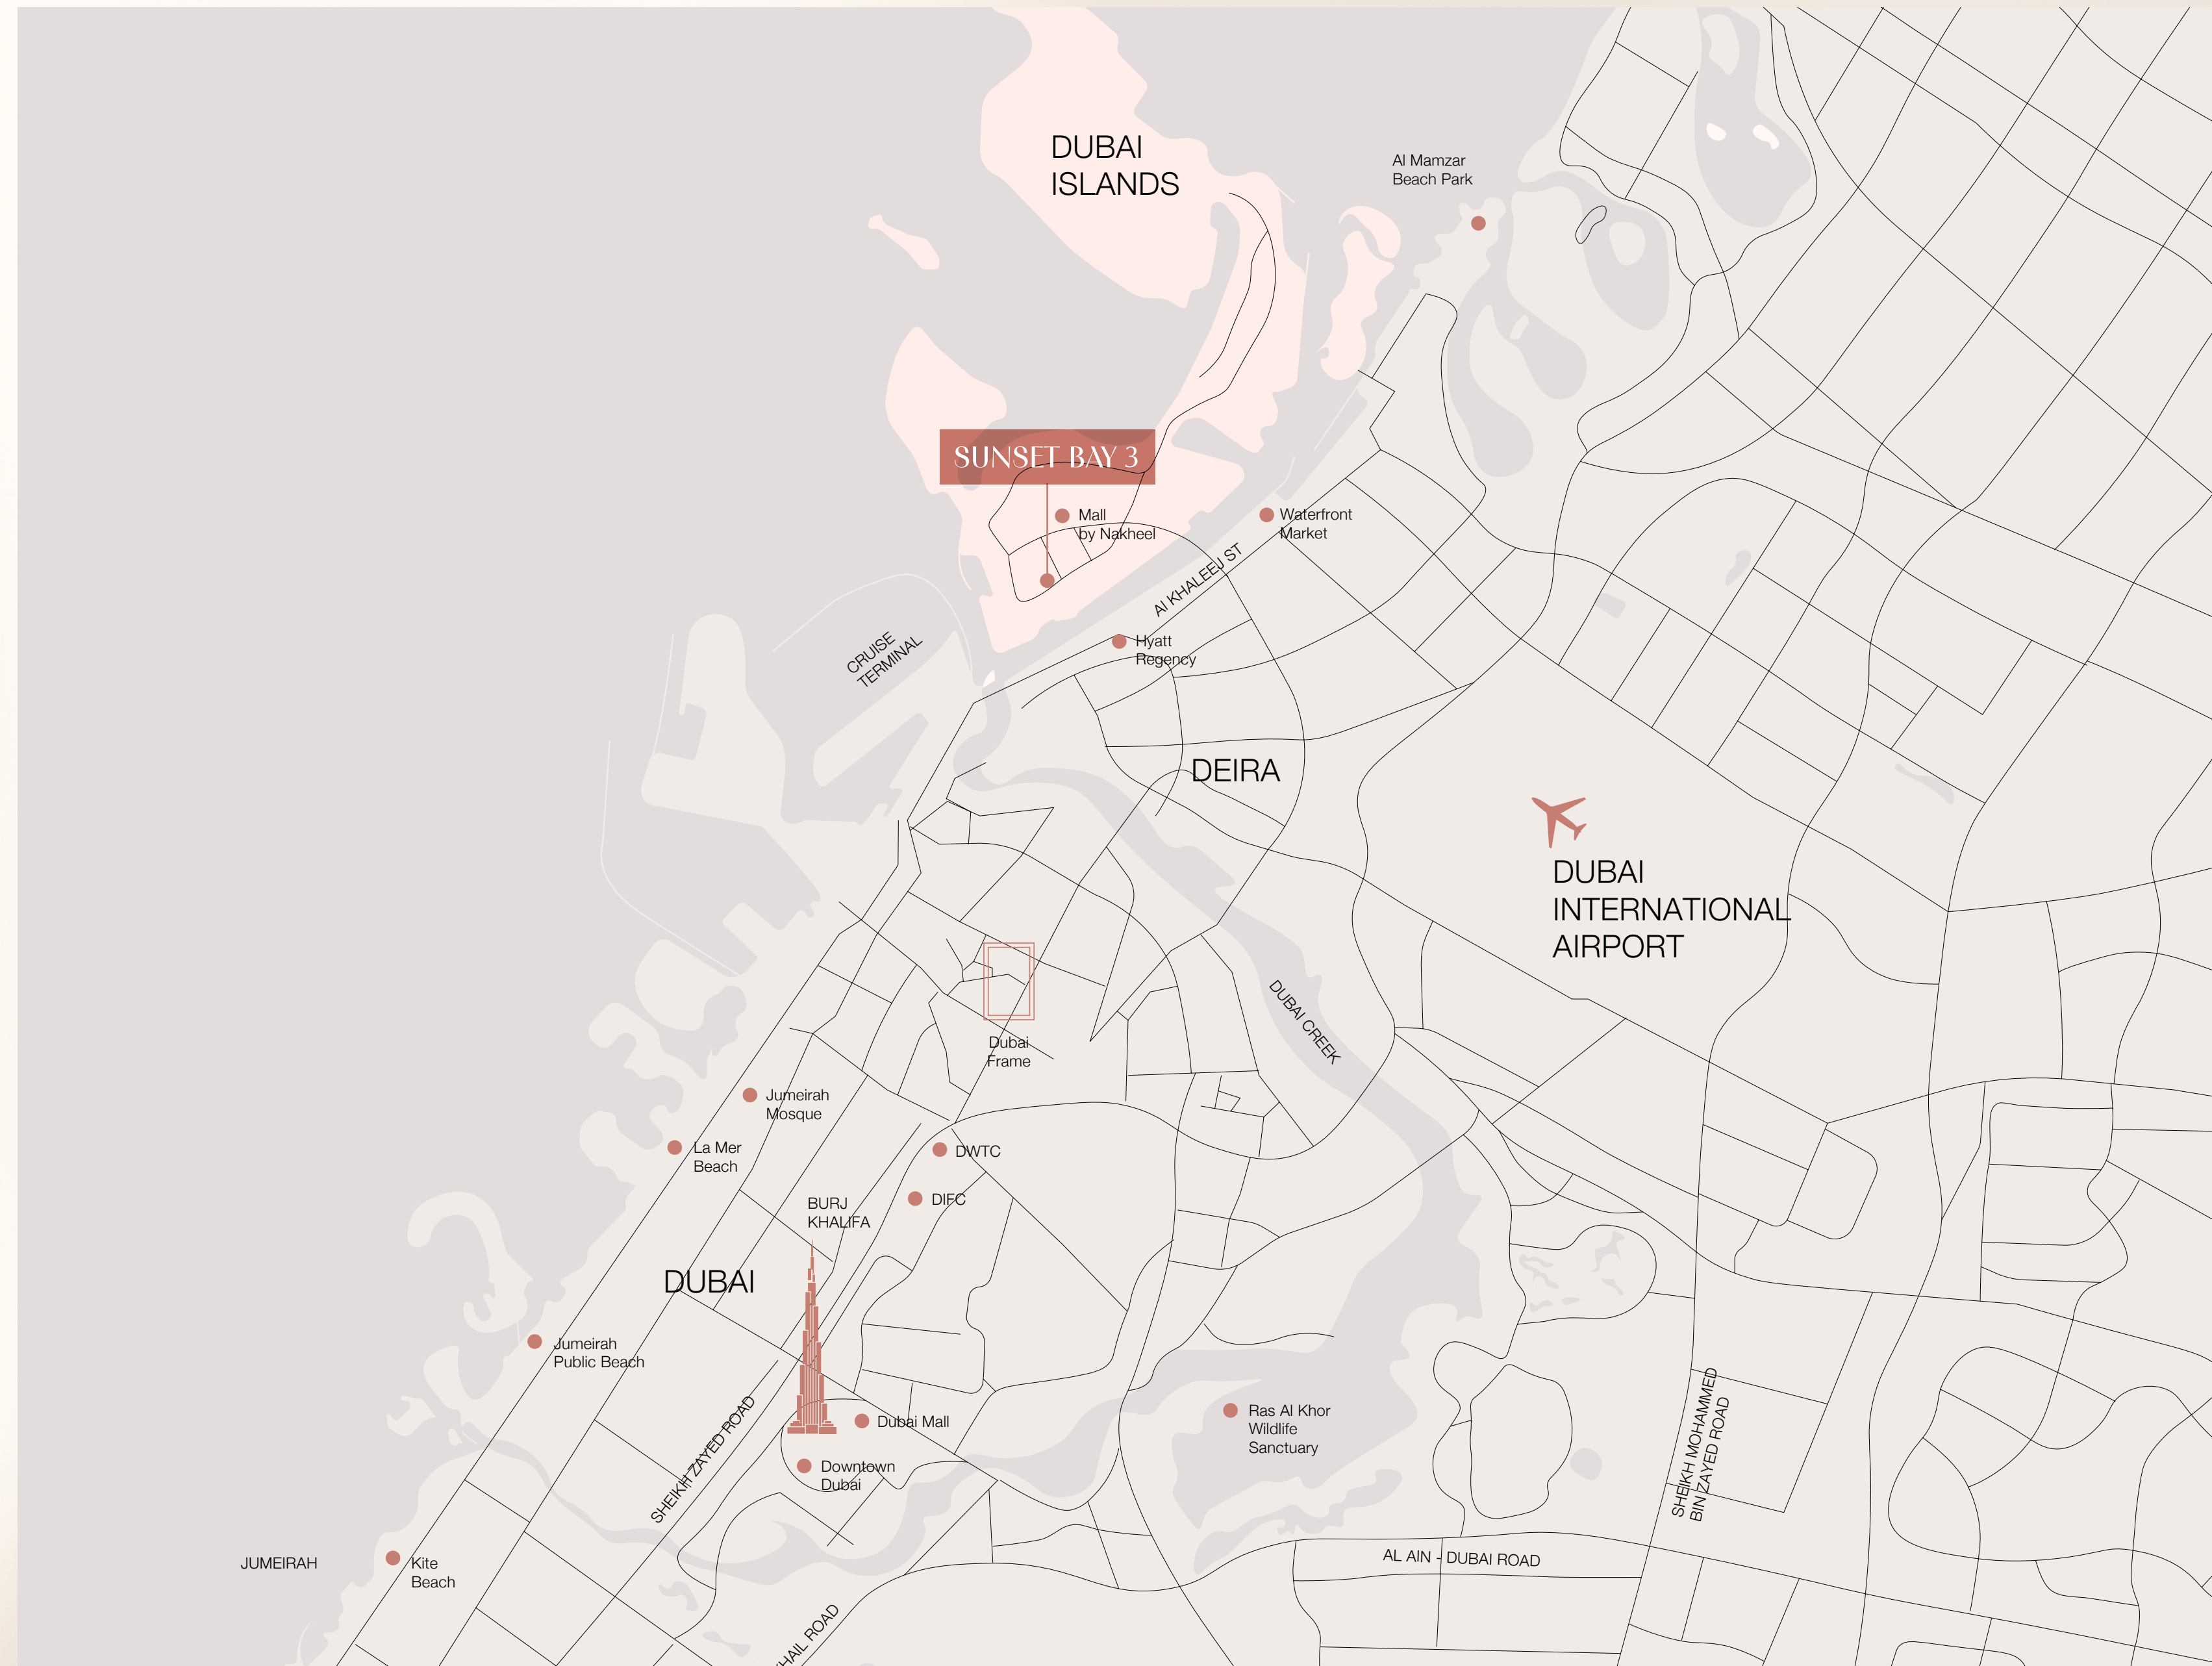 DUBAI
ISLANDS
Al Mamzar
Beach Park
SUNSET BAY 3
Mall
by Nakheel
Waterfront
Market
Al KHALEEJ ST
Hyatt
Regency
CRUISE
TERMINAL
DEIRA
DUBAI
INTERNATIONAL
AIRPORT
DUBAI CREEK
Dubai
Frame
Jumeirah
Mosque
La Mer
Beach
DWTC
DIFC
BURJ
KHALIFA
DUBAI
Jumeirah
Public Beach
SHEIKH ZAYED ROAD
Dubai Mall
Downtown
Dubai
Ras Al Khor
Wildlife
Sanctuary
SHEIKH MOHAMMED
BIN ZAYED ROAD
AL AIN - DUBAI ROAD
JUMEIRAH
Kite
Beach
HAIL ROAD